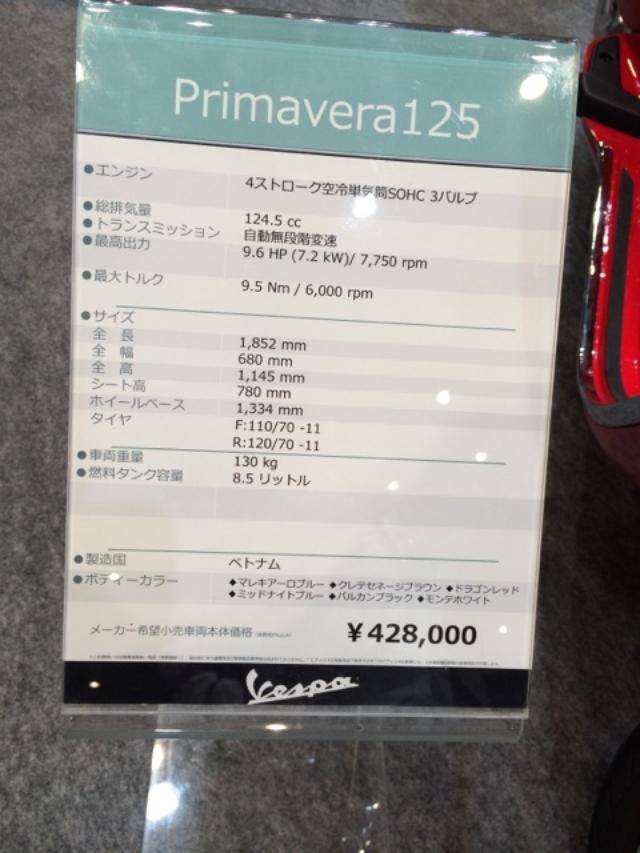 Primavera125
●エンジン 4ストローク空冷単気筒SOHC 3バルブ
●総排気量 124.5 cc
●トランスミッション 自動無段階変速
●最高出力 9.6 HP (7.2 kW)/ 7,750 rpm
●最大トルク 9.5 Nm / 6,000 rpm
●サイズ
全 長 1,852 mm
全 幅 680 mm
全 高 1,145 mm
シート高 780 mm
ホイールベース 1,334 mm
タイヤ F:110/70 -11
R:120/70 -11
●車両重量 130 kg
●燃料タンク容量 8.5 リットル
●製造国 ベトナム
●ボディーカラー ◆マレキアーロブルー ◆クレデセネージブラウン ◆ドラゴンレッド
◆ミッドナイトブルー ◆バルカンブラック ◆モンテホワイト
メーカー希望小売車両本体価格 ¥428,000
Vespa